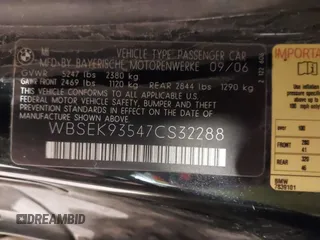 VEHICLE TYPE: PASSENGER CAR
MFD BY BAYERISCHE MOTORENWERKE 09/06
GVWR 5247 lbs 2380 kg
GAWR FRONT 2469 lbs 1120 kg REAR 2844 lbs 1290 kg
THIS VEHICLE CONFORMS TO ALL APPLICABLE
FEDERAL MOTOR VEHICLE SAFETY, BUMPER, AND
THEFT PREVENTION STANDARDS IN EFFECT ON THE
DATE OF MANUFACTURE SHOWN ABOVE.
WBSEK93547CS32288
IMPORTA
BMW
DREAMBID